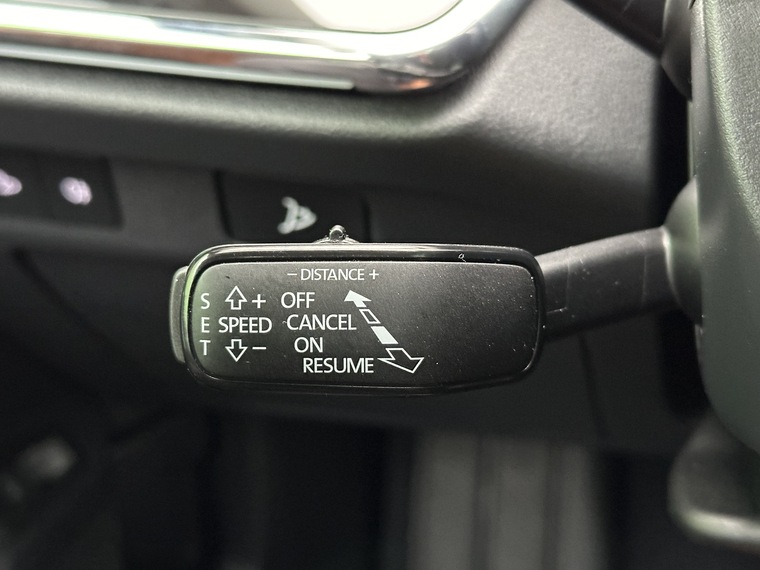 − DISTANCE +
S + OFF
E SPEED CANCEL
T − ON
RESUME